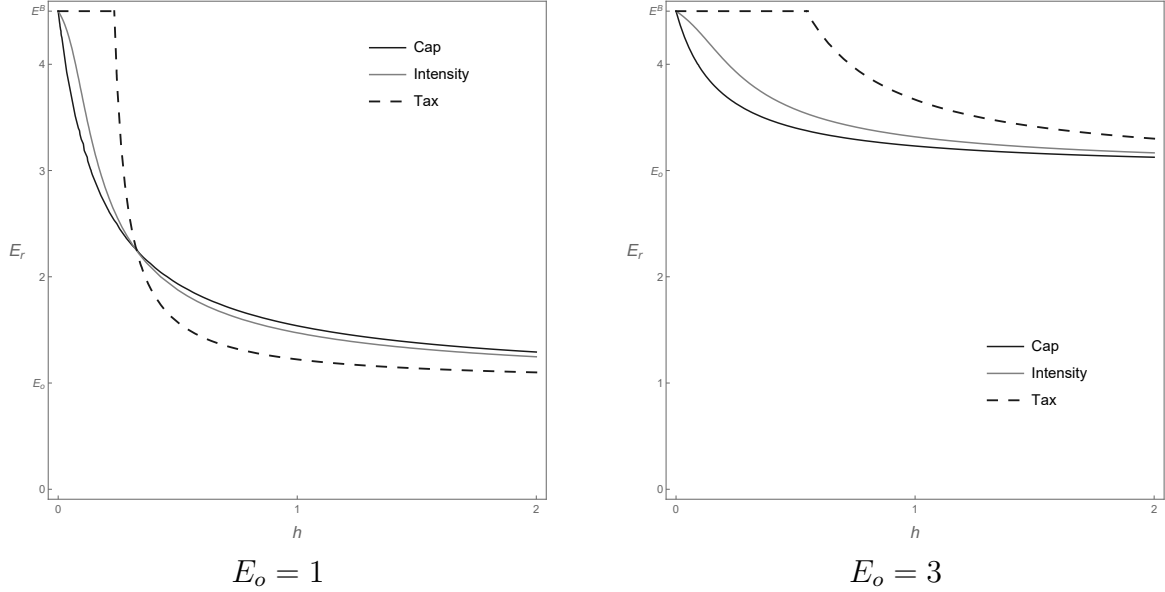 E^B
4
3
2
E_o
0
E_r
0
1
2
h
Cap
Intensity
Tax
E_o = 1
E^B
4
E_o
2
1
0
E_r
0
1
2
h
Cap
Intensity
Tax
E_o = 3